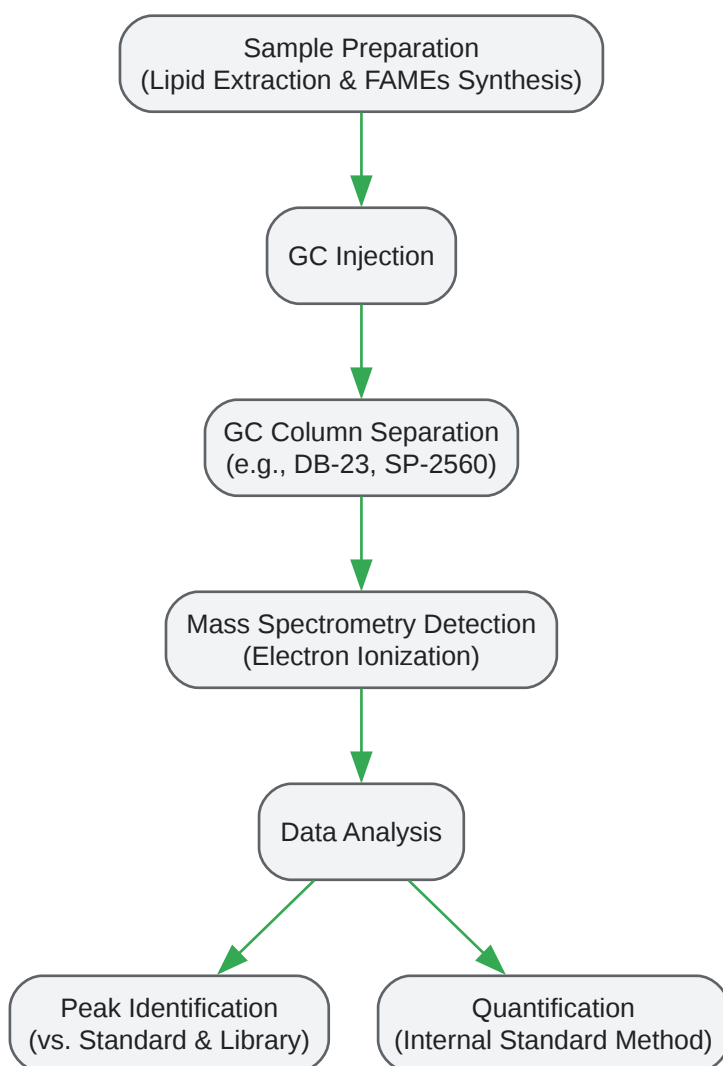 Sample Preparation
(Lipid Extraction & FAMEs Synthesis)
GC Injection
GC Column Separation
(e.g., DB-23, SP-2560)
Mass Spectrometry Detection
(Electron Ionization)
Data Analysis
Peak Identification
(vs. Standard & Library)
Quantification
(Internal Standard Method)